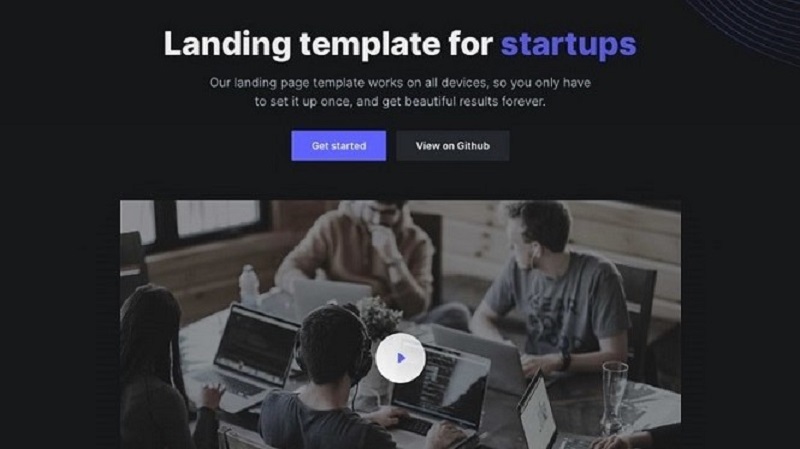 Landing template for startups
Our landing page template works on all devices, so you only have
to set it up once, and get beautiful results forever.
Get started
View on Github